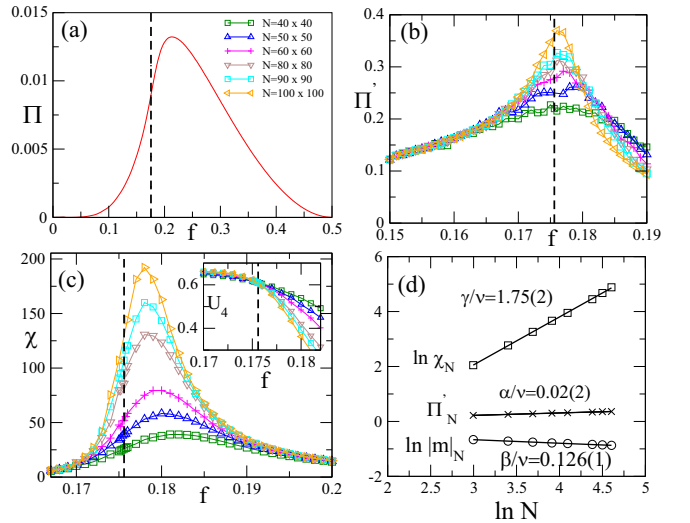 (a)
N=40 x 40
N=50 x 50
N=60 x 60
N=80 x 80
N=90 x 90
N=100 x 100
0.015
0.01
0.005
0
Π
0 0.1 0.2 0.3 0.4 0.5
f
(b)
0.4
0.3
0.2
0.1
0
Π'
0.15 0.16 0.17 0.18 0.19
f
(c)
200
150
100
50
0
χ
0.17 0.18 0.19 0.2
f
0.6
0.4
U4
0.17 0.175 0.18
f
(d)
6
4
2
0
-2
γ/ν=1.75(2)
ln χN
α/ν=0.02(2)
Π'N
ln |m|N
β/ν=0.126(1)
2 2.5 3 3.5 4 4.5 5
ln N